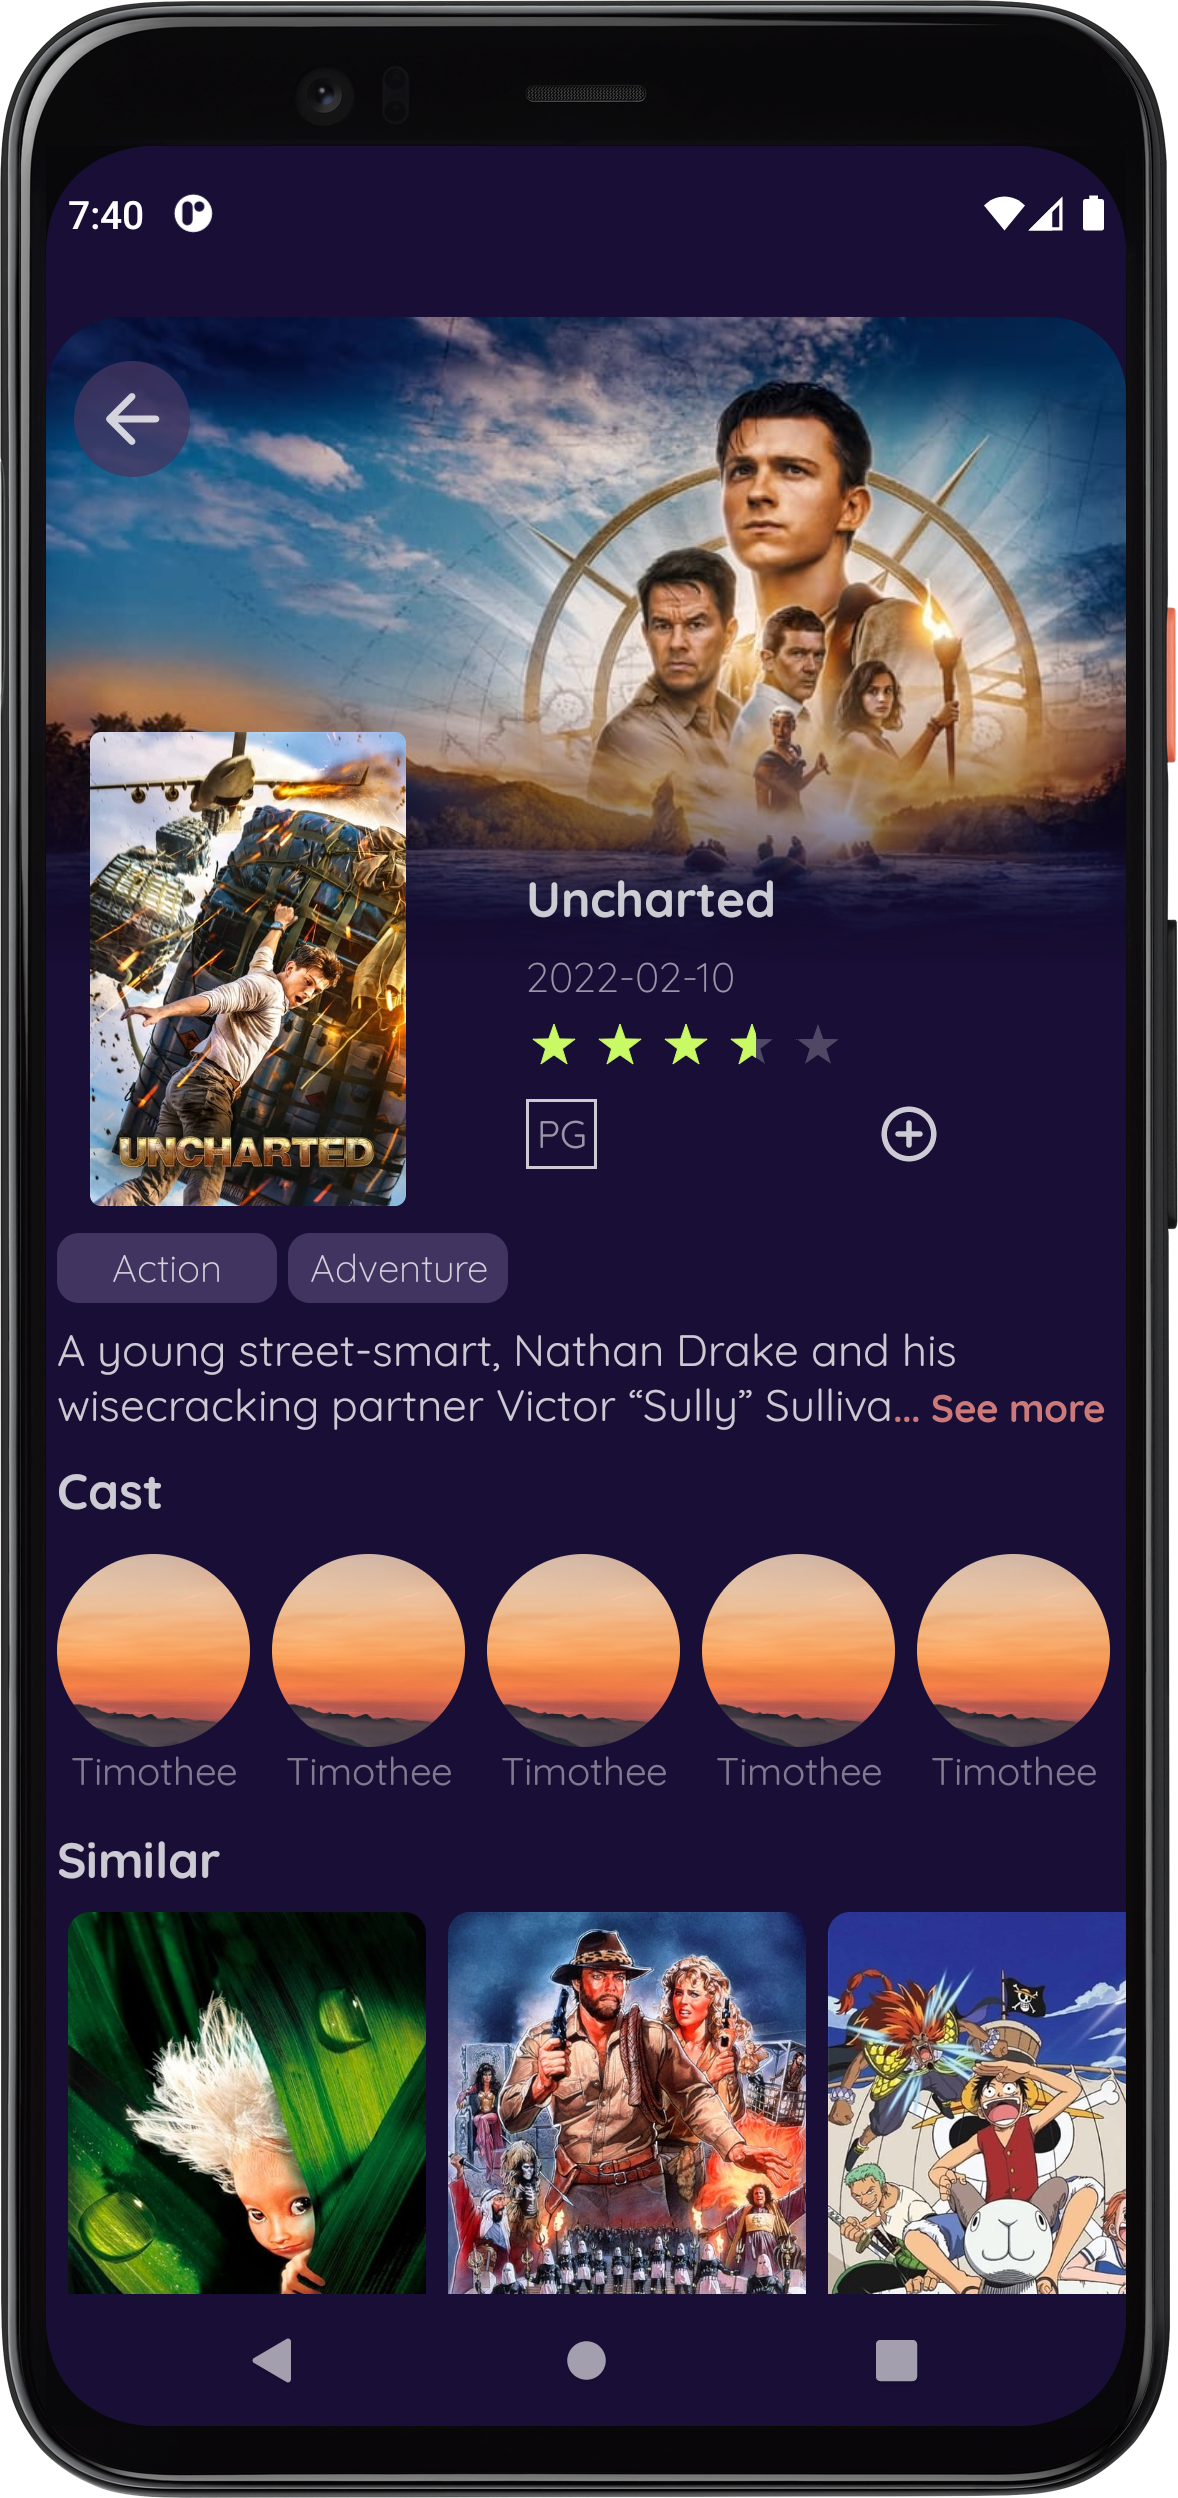 7:40
Uncharted
2022-02-10
PG
UNCHARTED
Action
Adventure
A young street-smart, Nathan Drake and his
wisecracking partner Victor “Sully” Sulliva... See more
Cast
Timothee
Timothee
Timothee
Timothee
Timothee
Similar